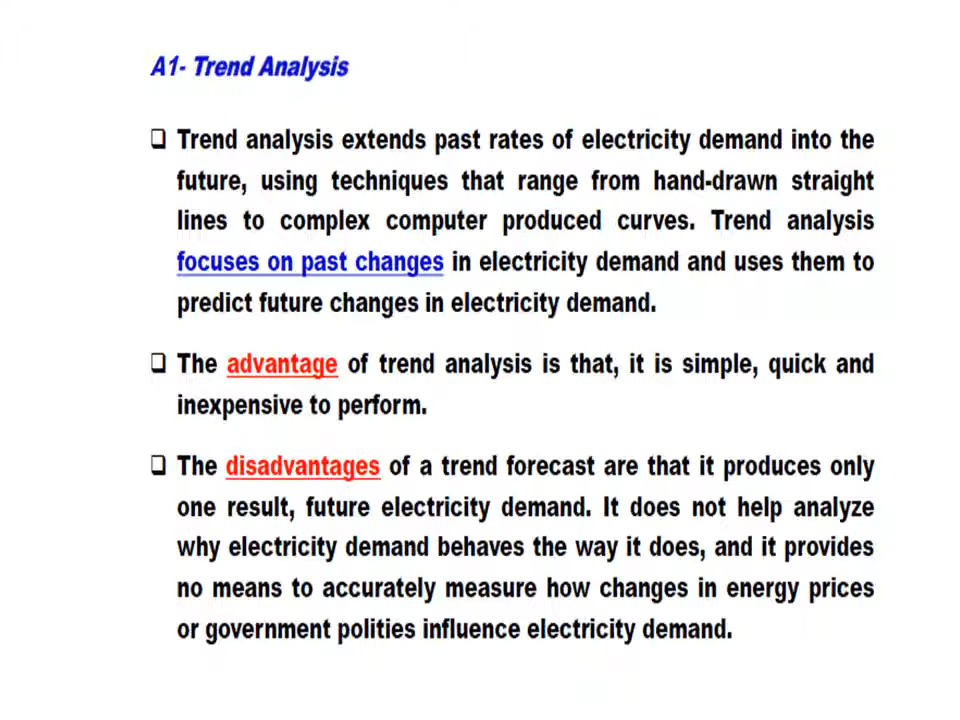 A1- Trend Analysis
❑ Trend analysis extends past rates of electricity demand into the
future, using techniques that range from hand-drawn straight
lines to complex computer produced curves. Trend analysis
focuses on past changes in electricity demand and uses them to
predict future changes in electricity demand.
❑ The advantage of trend analysis is that, it is simple, quick and
inexpensive to perform.
❑ The disadvantages of a trend forecast are that it produces only
one result, future electricity demand. It does not help analyze
why electricity demand behaves the way it does, and it provides
no means to accurately measure how changes in energy prices
or government polities influence electricity demand.